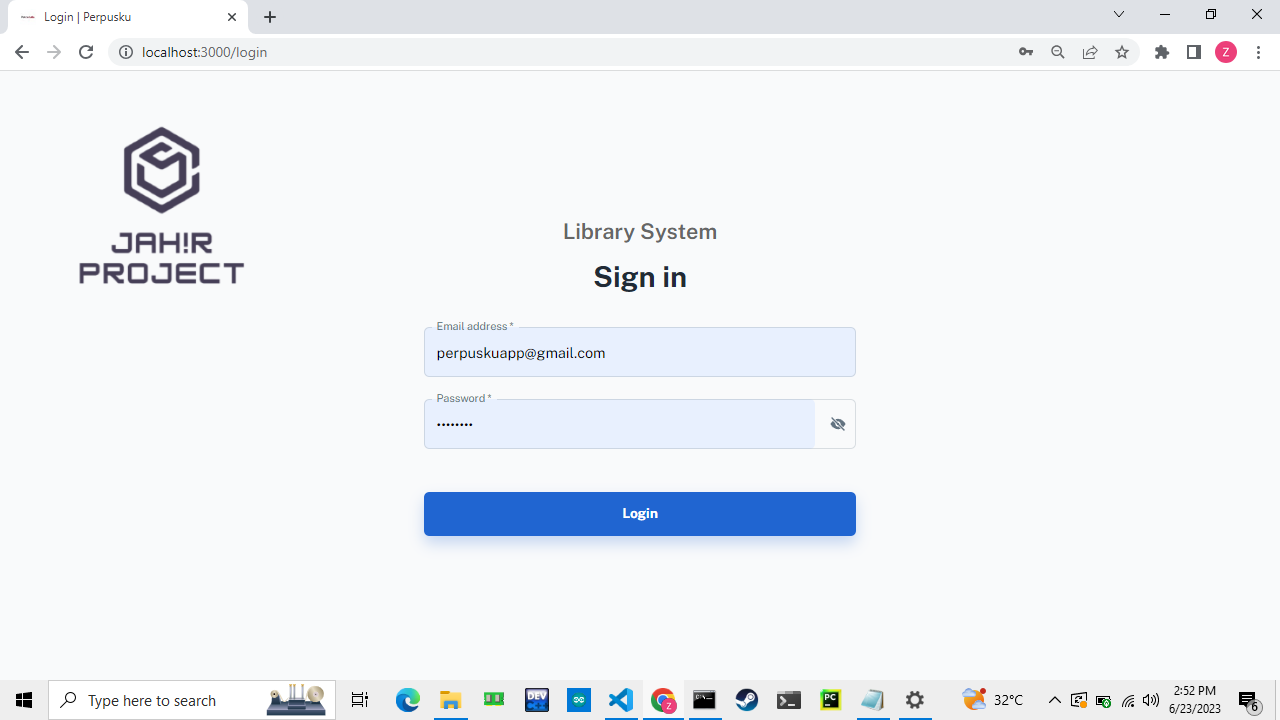 Login | Perpusku
localhost:3000/login
Z
JAH!R
PROJECT
Library System
Sign in
Email address *
perpuskuapp@gmail.com
Password *
Login
Type here to search
DEV
Z
C:\_
PC
32°C
2:52 PM
6/23/2023
6